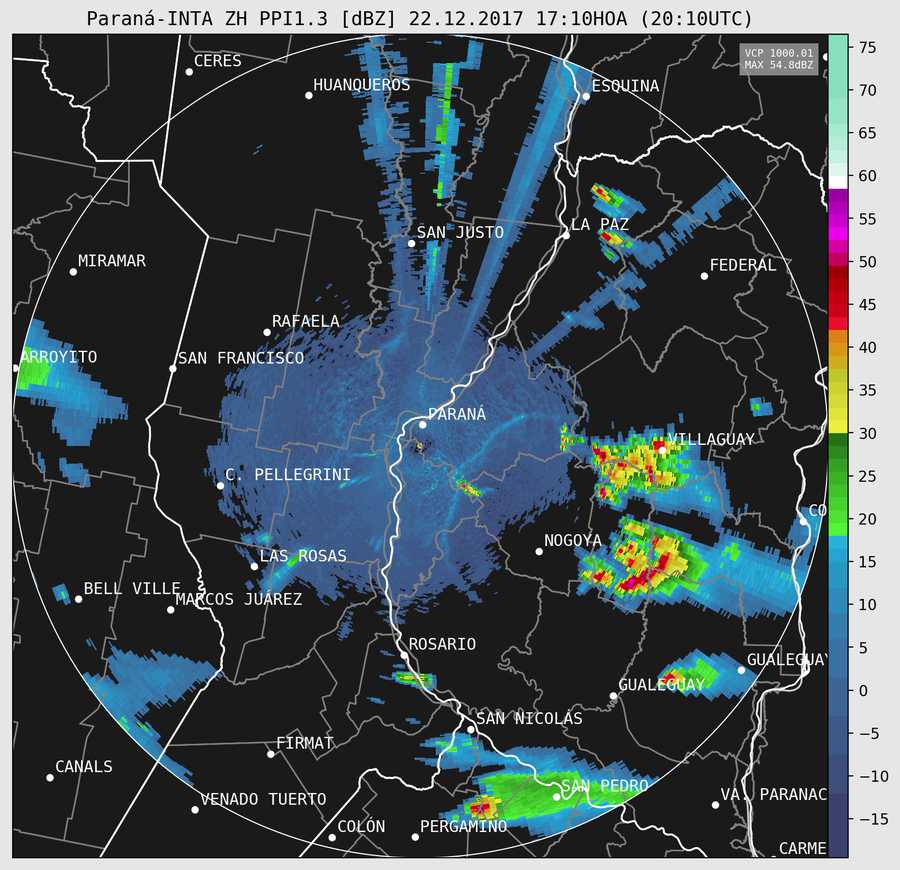 Paraná-INTA ZH PPI1.3 [dBZ] 22.12.2017 17:10HOA (20:10UTC)
VCP 1000.01
MAX 54.8dBZ
CERES
HUANQUEROS
ESQUINA
SAN JUSTO
LA PAZ
MIRAMAR
FEDERAL
RAFAELA
ARROYITO
SAN FRANCISCO
PARANÁ
VILLAGUAY
C. PELLEGRINI
CO
NOGOYA
LAS ROSAS
BELL VILLE
MARCOS JUÁREZ
ROSARIO
GUALEGUAY
GUALEGUAY
SAN NICOLÁS
FIRMAT
CANALS
SAN PEDRO
VENADO TUERTO
VA. PARANAC
COLÓN
PERGAMINO
CARME
75
70
65
60
55
50
45
40
35
30
25
20
15
10
5
0
−5
−10
−15